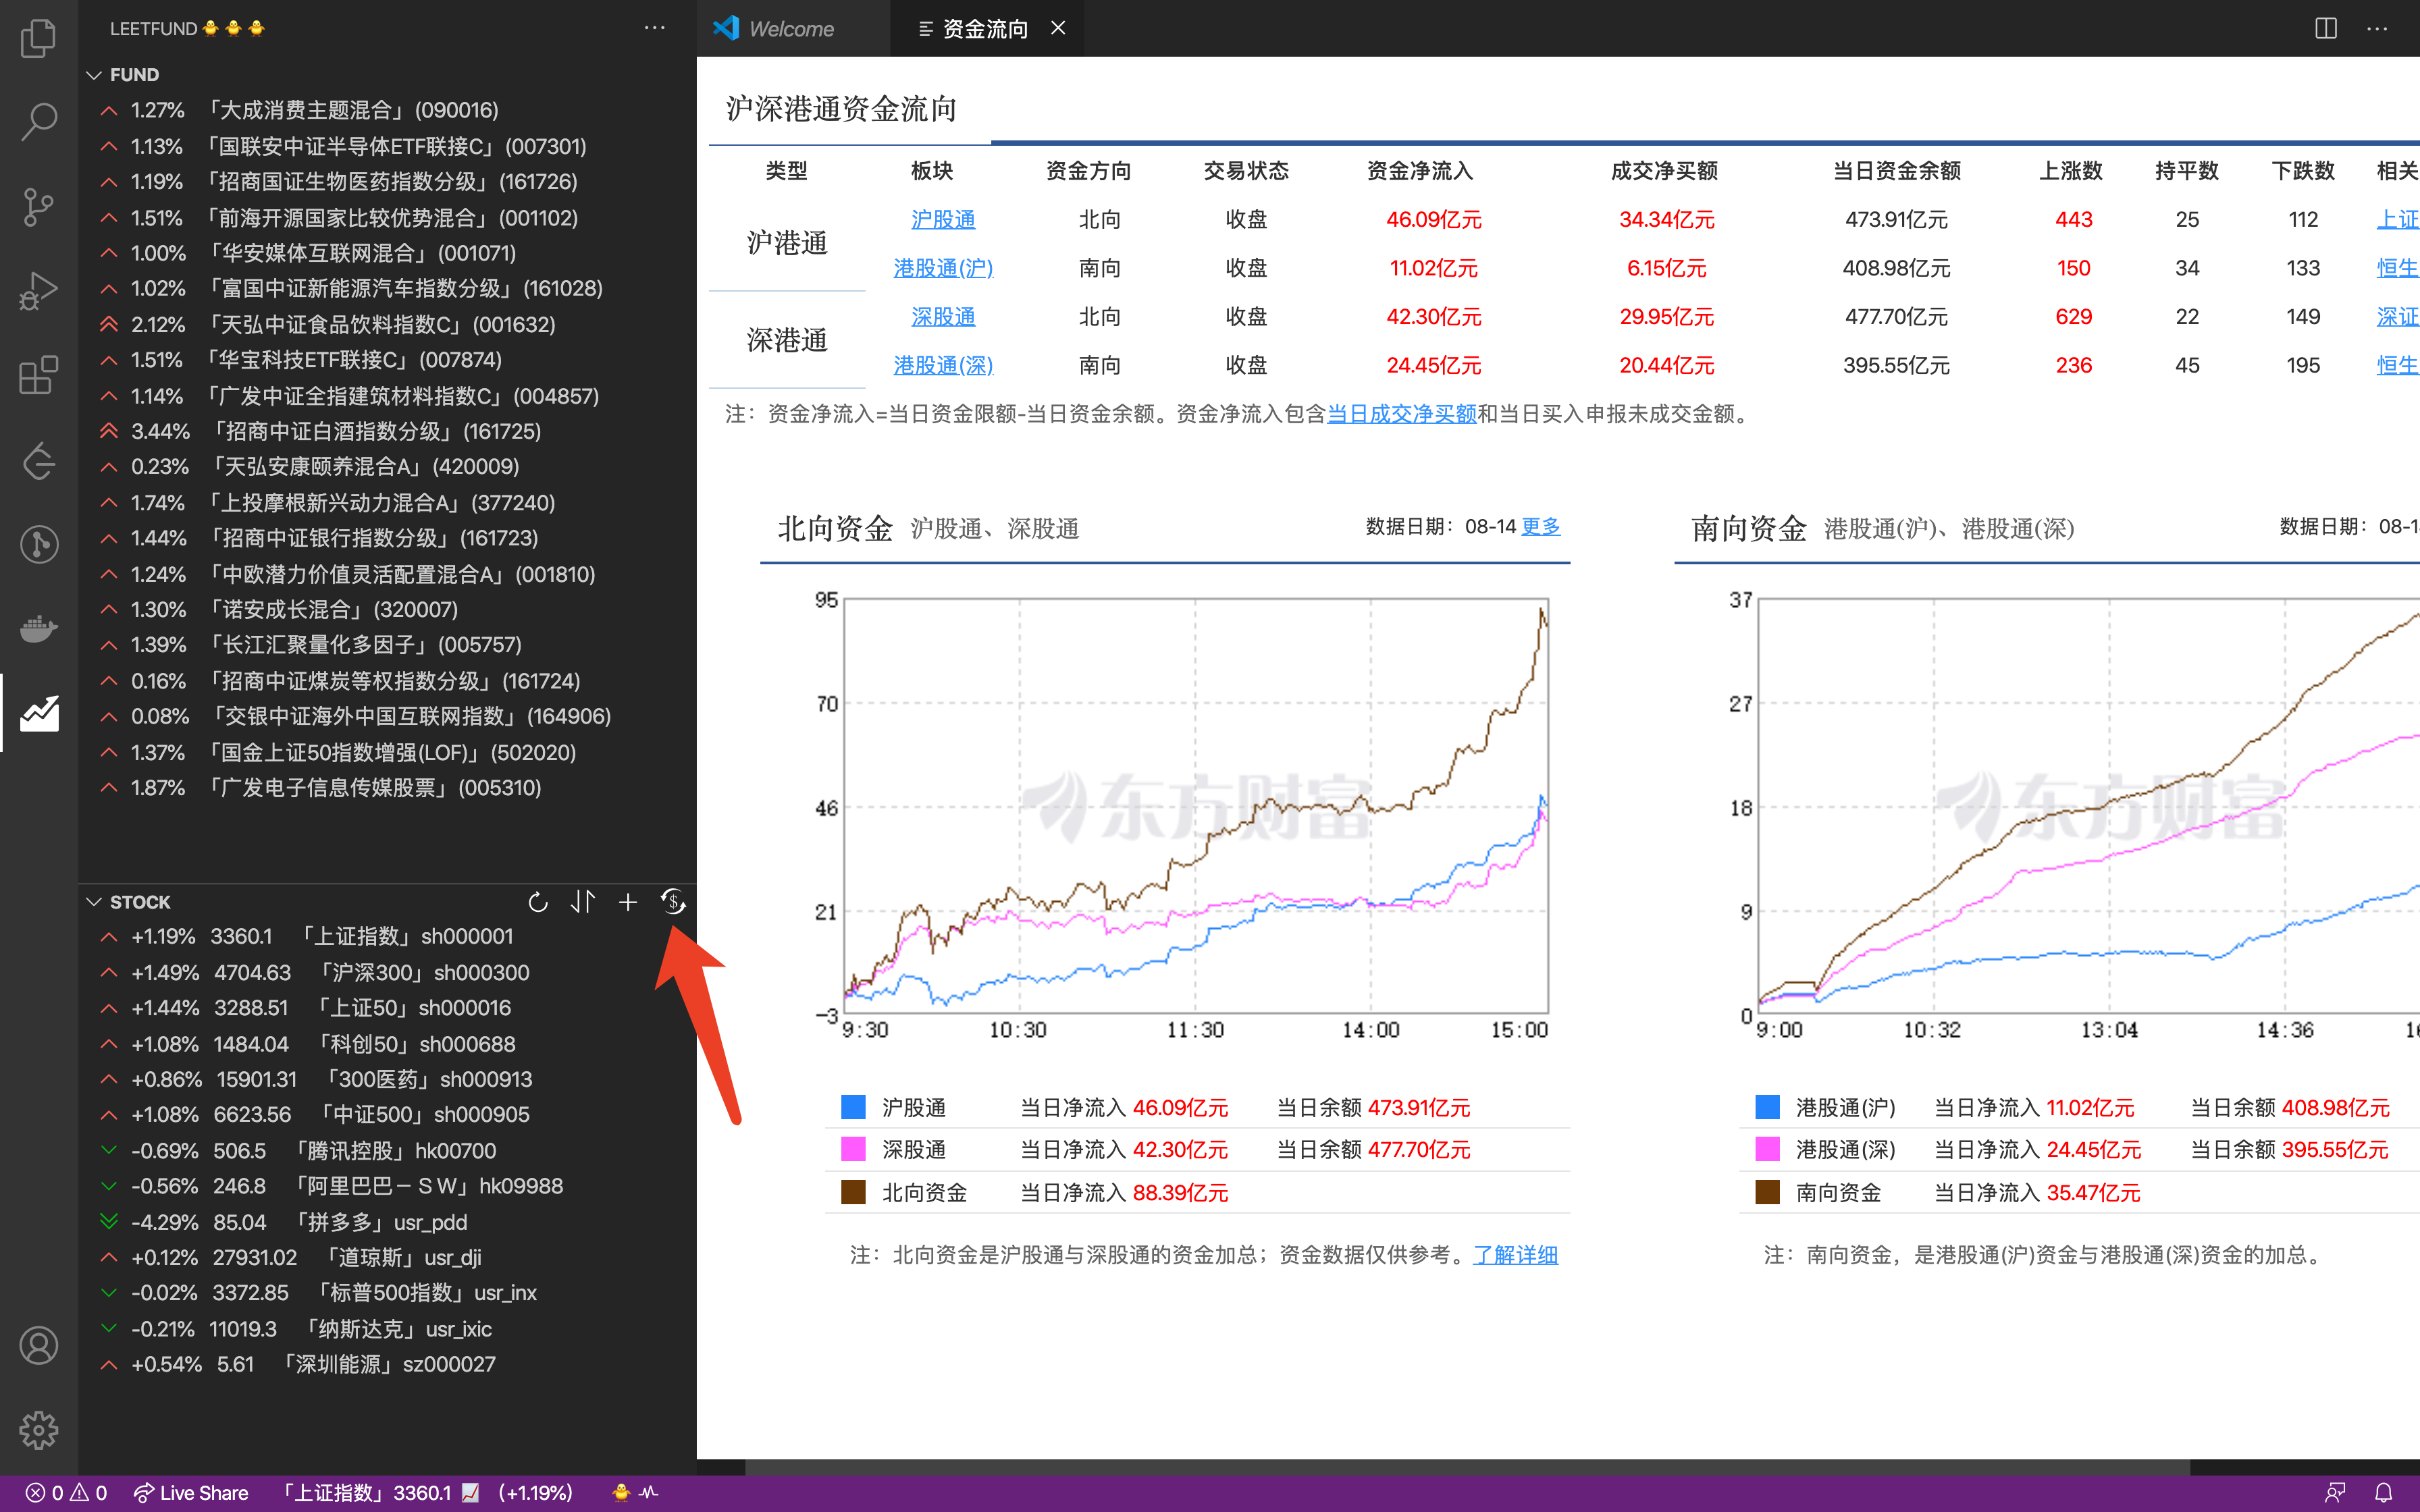 LEETFUND🐥🐥🐥
FUND
1.27% 「大成消费主题混合」(090016)
1.13% 「国联安中证半导体ETF联接C」(007301)
1.19% 「招商国证生物医药指数分级」(161726)
1.51% 「前海开源国家比较优势混合」(001102)
1.00% 「华安媒体互联网混合」(001071)
1.02% 「富国中证新能源汽车指数分级」(161028)
2.12% 「天弘中证食品饮料指数C」(001632)
1.51% 「华宝科技ETF联接C」(007874)
1.14% 「广发中证全指建筑材料指数C」(004857)
3.44% 「招商中证白酒指数分级」(161725)
0.23% 「天弘安康颐养混合A」(420009)
1.74% 「上投摩根新兴动力混合A」(377240)
1.44% 「招商中证银行指数分级」(161723)
1.24% 「中欧潜力价值灵活配置混合A」(001810)
1.30% 「诺安成长混合」(320007)
1.39% 「长江汇聚量化多因子」(005757)
0.16% 「招商中证煤炭等权指数分级」(161724)
0.08% 「交银中证海外中国互联网指数」(164906)
1.37% 「国金上证50指数增强(LOF)」(502020)
1.87% 「广发电子信息传媒股票」(005310)
STOCK
+1.19% 3360.1 「上证指数」sh000001
+1.49% 4704.63 「沪深300」sh000300
+1.44% 3288.51 「上证50」sh000016
+1.08% 1484.04 「科创50」sh000688
+0.86% 15901.31 「300医药」sh000913
+1.08% 6623.56 「中证500」sh000905
-0.69% 506.5 「腾讯控股」hk00700
-0.56% 246.8 「阿里巴巴－ＳＷ」hk09988
-4.29% 85.04 「拼多多」usr_pdd
+0.12% 27931.02 「道琼斯」usr_dji
-0.02% 3372.85 「标普500指数」usr_inx
-0.21% 11019.3 「纳斯达克」usr_ixic
+0.54% 5.61 「深圳能源」sz000027
Welcome
资金流向
沪深港通资金流向
类型 板块 资金方向 交易状态 资金净流入 成交净买额 当日资金余额 上涨数 持平数 下跌数 相关
沪港通
沪股通 北向 收盘 46.09亿元 34.34亿元 473.91亿元 443 25 112 上证
港股通(沪) 南向 收盘 11.02亿元 6.15亿元 408.98亿元 150 34 133 恒生
深港通
深股通 北向 收盘 42.30亿元 29.95亿元 477.70亿元 629 22 149 深证
港股通(深) 南向 收盘 24.45亿元 20.44亿元 395.55亿元 236 45 195 恒生
注：资金净流入=当日资金限额-当日资金余额。资金净流入包含当日成交净买额和当日买入申报未成交金额。
北向资金 沪股通、深股通 数据日期：08-14 更多
95
70
46
21
-3
东方财富
9:30 10:30 11:30 14:00 15:00
沪股通 当日净流入 46.09亿元 当日余额 473.91亿元
深股通 当日净流入 42.30亿元 当日余额 477.70亿元
北向资金 当日净流入 88.39亿元
注：北向资金是沪股通与深股通的资金加总；资金数据仅供参考。了解详细
南向资金 港股通(沪)、港股通(深) 数据日期：08-1
37
27
18
9
0
东方财富
9:00 10:32 13:04 14:36 16
港股通(沪) 当日净流入 11.02亿元 当日余额 408.98亿元
港股通(深) 当日净流入 24.45亿元 当日余额 395.55亿元
南向资金 当日净流入 35.47亿元
注：南向资金，是港股通(沪)资金与港股通(深)资金的加总。
0 0 Live Share 「上证指数」3360.1 📈 (+1.19%) 🐥